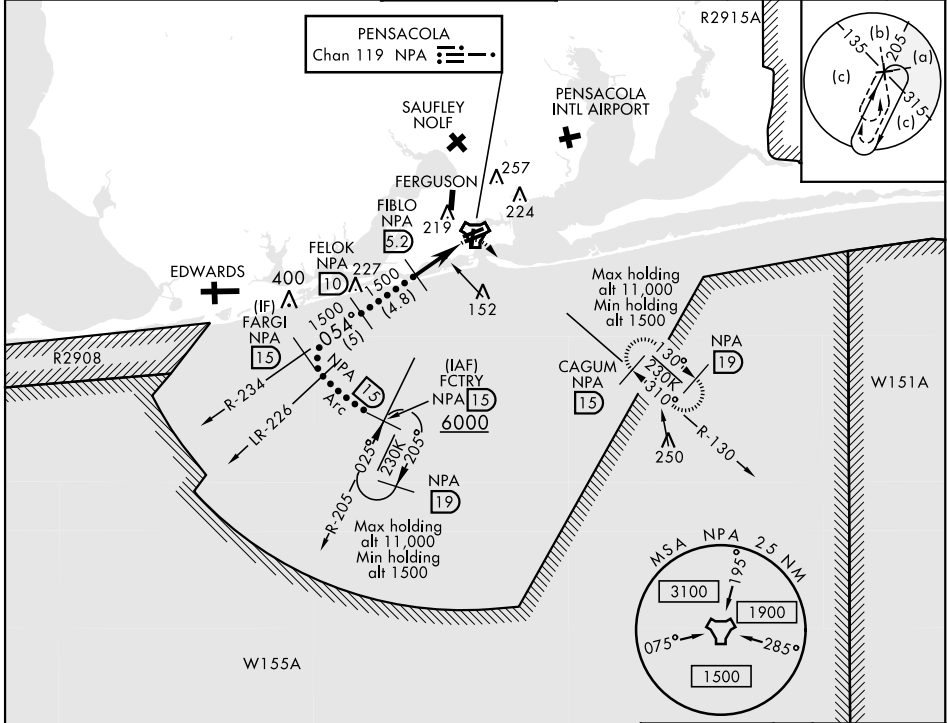 PENSACOLA
Chan 119 NPA
R2915A
135
(b)
205
(a)
(c)
315
(c)
SAUFLEY
NOLF
PENSACOLA
INTL AIRPORT
FERGUSON
257
224
219
FIBLO
NPA
5.2
FELOK
NPA
10
227
EDWARDS
400
(IF)
FARGI
NPA
15
1500
1500
054°
(5)
(4.8)
152
R2908
R-234
LR-226
NPA
15
Arc
(IAF)
FCTRY
NPA 15
6000
025°
230K
205°
R-205
NPA
19
Max holding
alt 11,000
Min holding
alt 1500
Max holding
alt 11,000
Min holding
alt 1500
CAGUM
NPA
15
130°
230K
310°
NPA
19
R-130
250
W151A
W155A
MSA NPA 25 NM
195°
3100
1900
075°
285°
1500